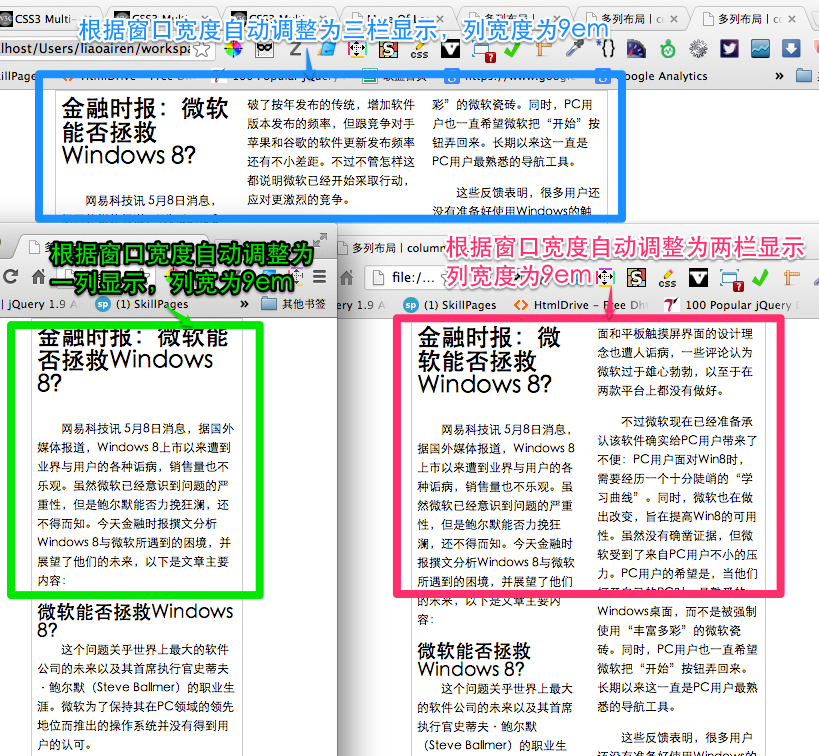 CSS3 Multi-
CSS3 Multi
CSS3 Multi
多列布局 | co
多列布局 | co
多列布局 | c
根据窗口宽度自动调整为三栏显示，列宽度为9em
lhost/Users/liaoairen/workspa
css
killPage
HtmlDrive – Free D
100 Popular jQuery
https://www.google
Google Analytics
»
金融时报：微软
能否拯救
Windows 8?
网易科技讯 5月8日消息，
破了按年发布的传统，增加软件
版本发布的频率，但跟竞争对手
苹果和谷歌的软件更新发布频率
还有不小差距。不过不管怎样这
都说明微软已经开始采取行动，
应对更激烈的竞争。
彩”的微软瓷砖。同时，PC用
户也一直希望微软把“开始”按
钮弄回来。长期以来这一直是
PC用户最熟悉的导航工具。
这些反馈表明，很多用户还
没有准备好使用Windows的触
多列
根据窗口宽度自动调整为
一列显示，列宽为9em
| jQuery 1.9
sp
(1) SkillPages
»
其他书签
金融时报：微软能
否拯救Windows
8?
网易科技讯 5月8日消息，据国外
媒体报道，Windows 8上市以来遭到
业界与用户的各种诟病，销售量也不
乐观。虽然微软已经意识到问题的严
重性，但是鲍尔默能否力挽狂澜，还
不得而知。今天金融时报撰文分析
Windows 8与微软所遇到的困境，并
展望了他们的未来，以下是文章主要
内容：
微软能否拯救Windows
8?
这个问题关乎世界上最大的软件
公司的未来以及其首席执行官史蒂夫
·鲍尔默（Steve Ballmer）的职业生
涯。微软为了保持其在PC领域的领先
地位而推出的操作系统并没有得到用
户的认可。
多列布局 | column
根据窗口宽度自动调整为两栏显示
列宽度为9em
file:/...
css
ery 1.9
sp
(1) SkillPages
HtmlDrive – Free Dh
100 Popular jQuery
金融时报：微
软能否拯救
Windows 8?
网易科技讯 5月8日消息，
据国外媒体报道，Windows 8
上市以来遭到业界与用户的各
种诟病，销售量也不乐观。虽
然微软已经意识到问题的严重
性，但是鲍尔默能否力挽狂
澜，还不得而知。今天金融时
报撰文分析Windows 8与微软
所遇到的困境，并展望了他们
的未来，以下是文章主要内
容：
微软能否拯救
Windows 8?
这个问题关乎世界上最大
的软件公司的未来以及其首席
执行官史蒂夫·鲍尔默
（Steve Ballmer）的职业生
面和平板触摸屏界面的设计理
念也遭人诟病，一些评论认为
微软过于雄心勃勃，以至于在
两款平台上都没有做好。
不过微软现在已经准备承
认该软件确实给PC用户带来了
不便：PC用户面对Win8时，
需要经历一个十分陡峭的“学
习曲线”。同时，微软也在做
出改变，旨在提高Win8的可用
性。虽然没有确凿证据，但微
软受到了来自PC用户不小的压
力。PC用户的希望是，当他们
Windows桌面，而不是被强制
使用“丰富多彩”的微软瓷
砖。同时，PC用户也一直希望
微软把“开始”按钮弄回来。
长期以来这一直是PC用户最熟
悉的导航工具。
这些反馈表明，很多用户
还没有准备好使用Windows的